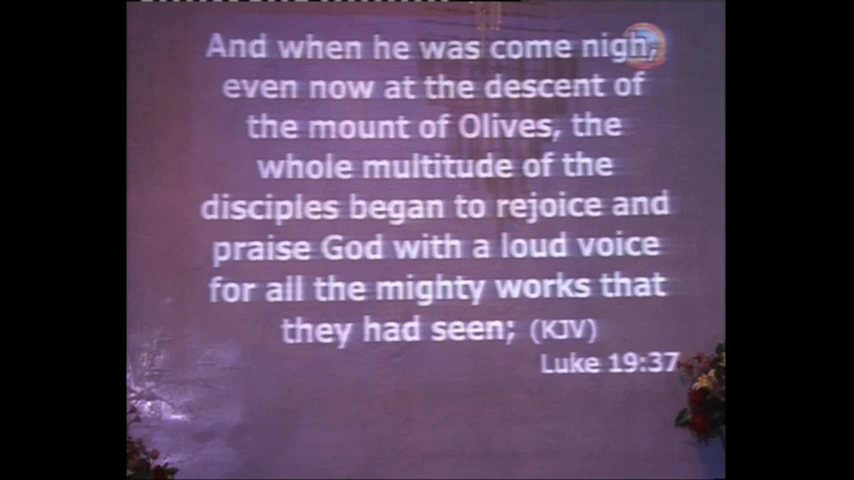 And when he was come nigh,
even now at the descent of
the mount of Olives, the
whole multitude of the
disciples began to rejoice and
praise God with a loud voice
for all the mighty works that
they had seen; (KJV)
Luke 19:37